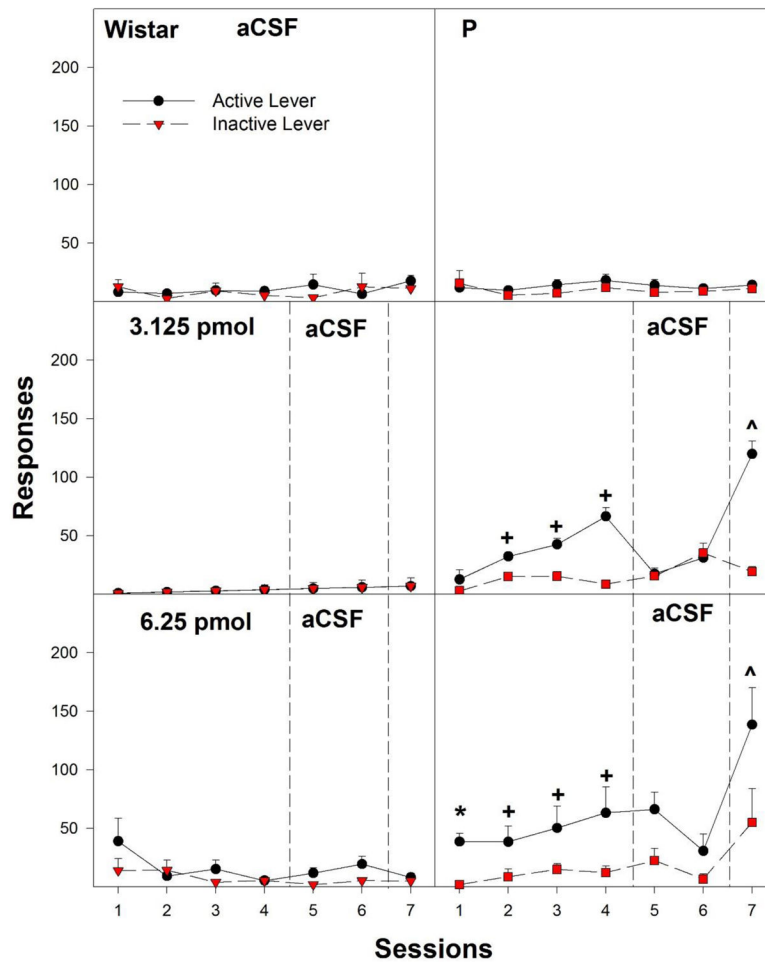 Wistar aCSF P
200
Active Lever
150
Inactive Lever
100
50
3.125 pmol aCSF aCSF
200
150
^
100
+
+
+
50
Responses
6.25 pmol aCSF aCSF
200
^
150
100
* + + +
50
1 2 3 4 5 6 7 1 2 3 4 5 6 7
Sessions